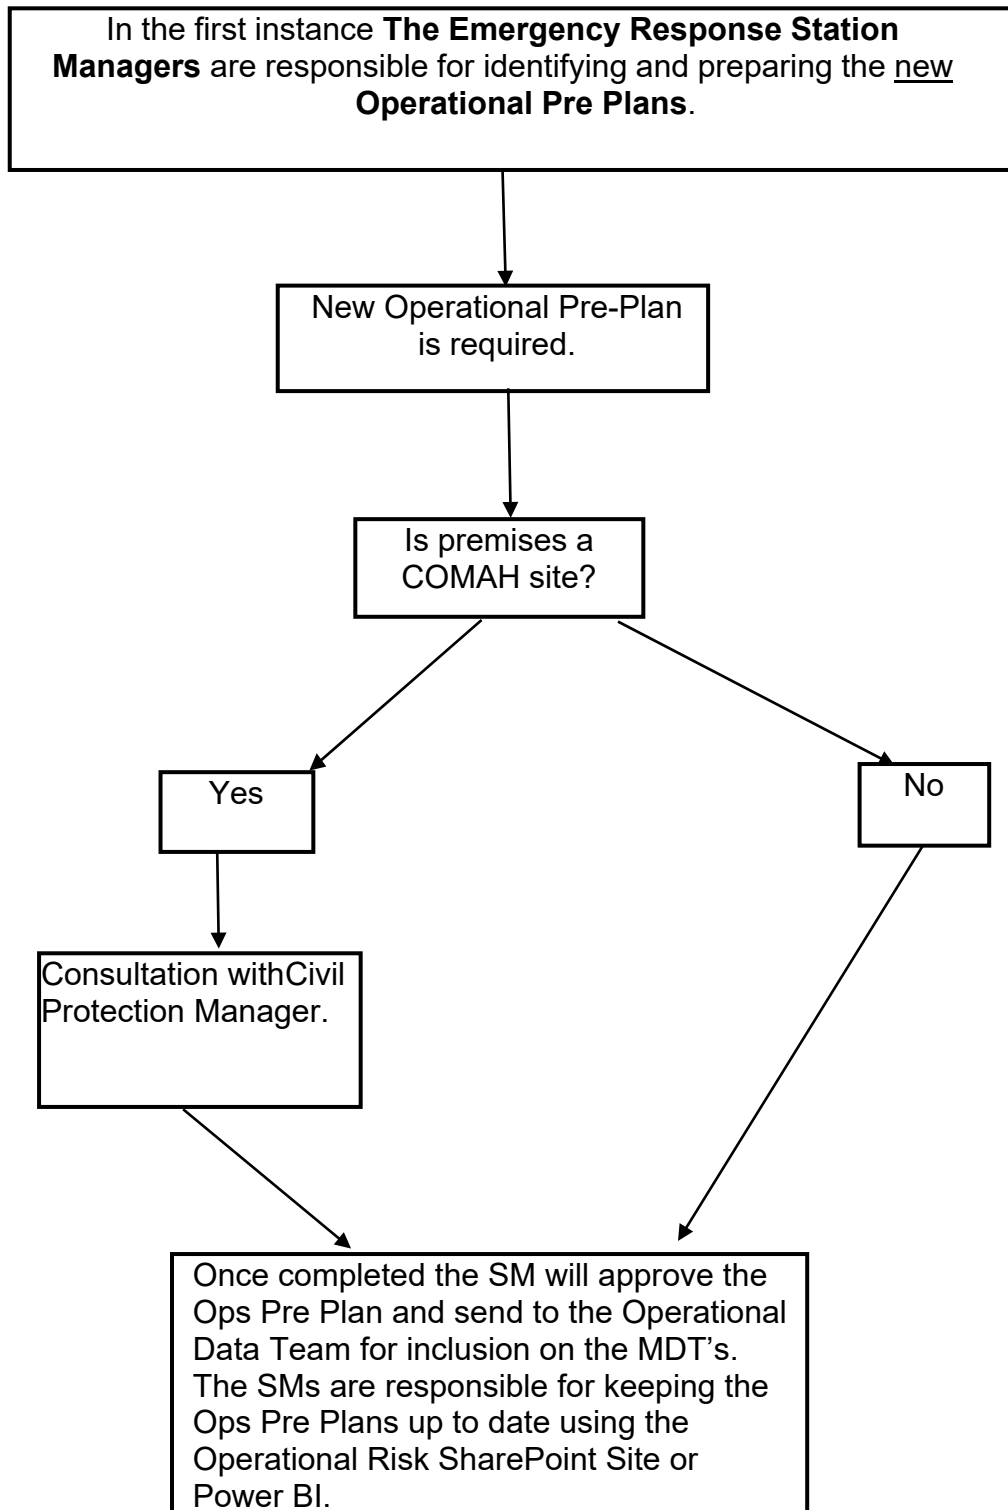 In the first instance The Emergency Response Station
Managers are responsible for identifying and preparing the new
Operational Pre Plans.
New Operational Pre-Plan
is required.
Is premises a
COMAH site?
Yes
No
Consultation withCivil
Protection Manager.
Once completed the SM will approve the
Ops Pre Plan and send to the Operational
Data Team for inclusion on the MDT's.
The SMs are responsible for keeping the
Ops Pre Plans up to date using the
Operational Risk SharePoint Site or
Power BI.